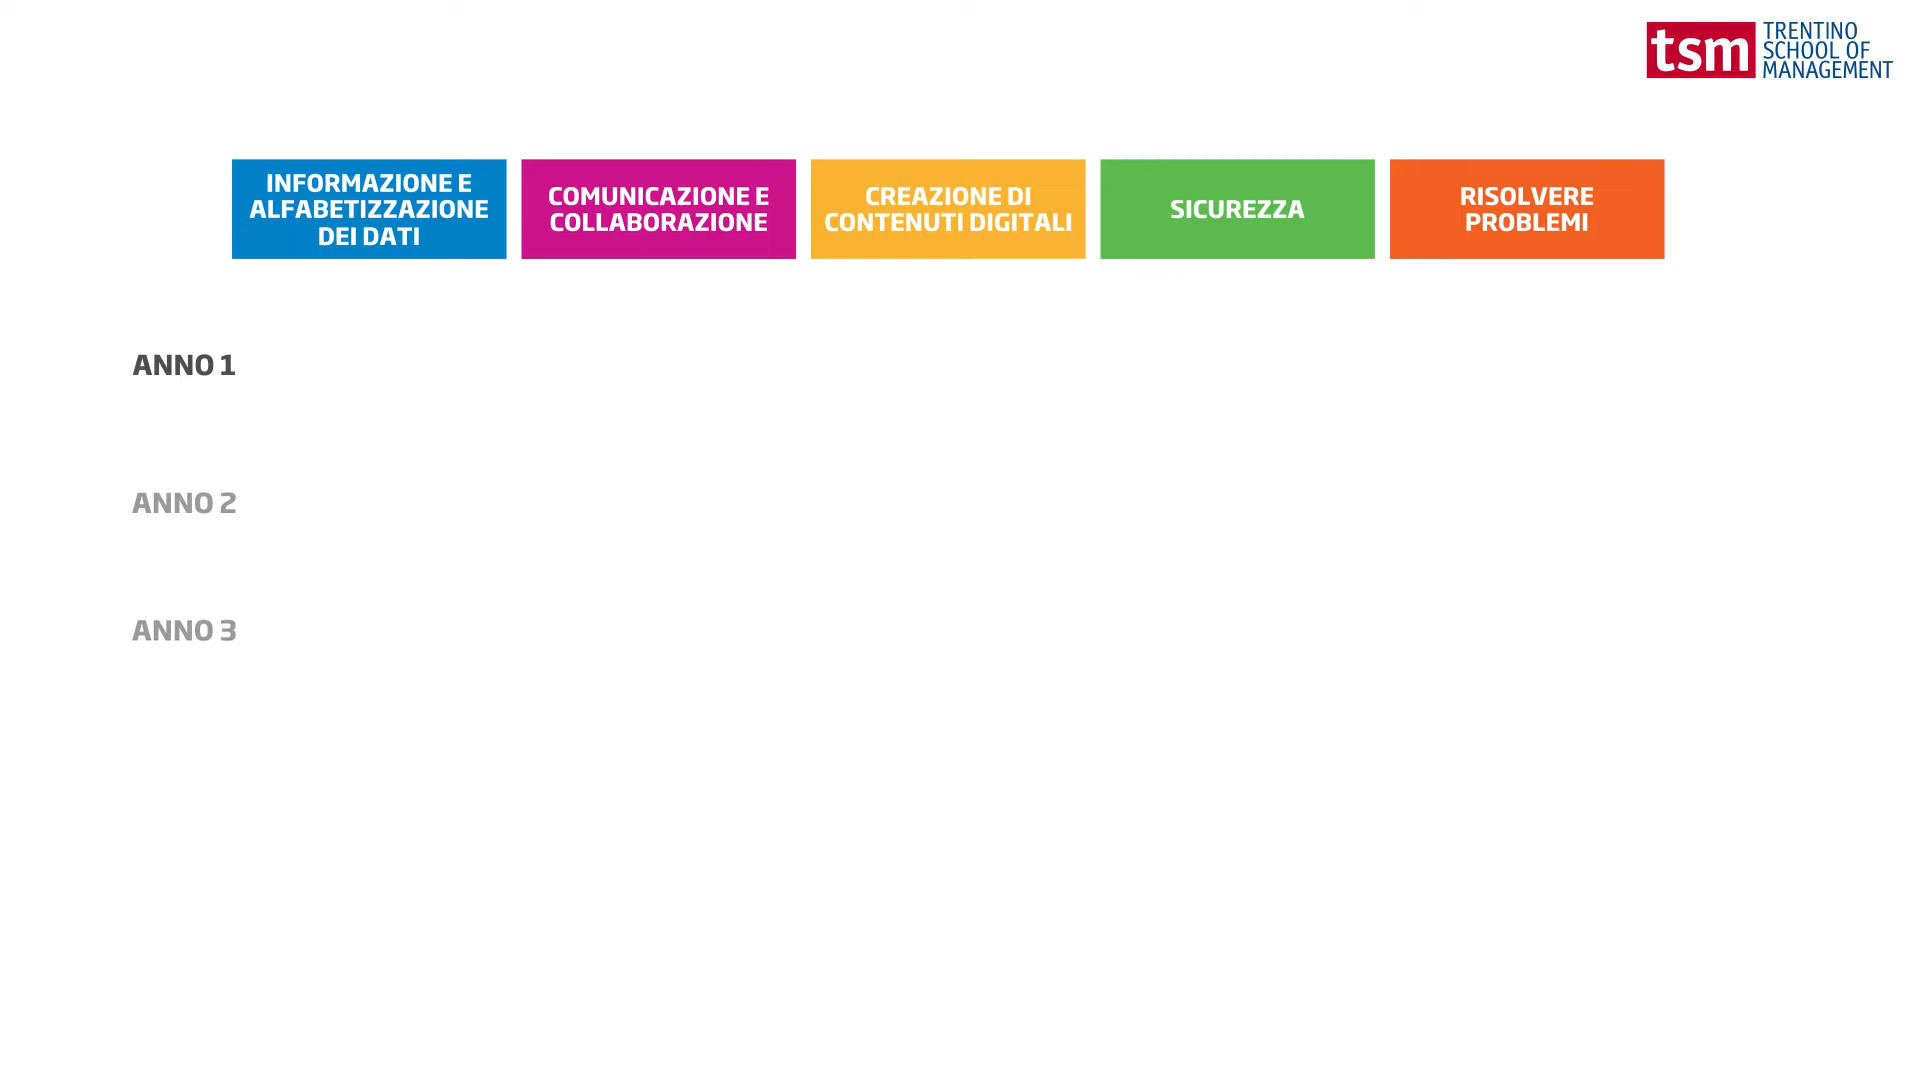 tsm
TRENTINO
SCHOOL OF
MANAGEMENT
INFORMAZIONE E
ALFABETIZZAZIONE
DEI DATI
COMUNICAZIONE E
COLLABORAZIONE
CREAZIONE DI
CONTENUTI DIGITALI
SICUREZZA
RISOLVERE
PROBLEMI
ANNO 1
ANNO 2
ANNO 3